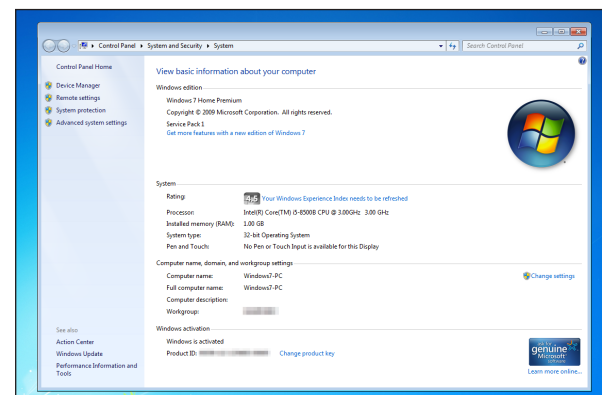 Control Panel ▸ System and Security ▸ System
Search Control Panel
Control Panel Home
Device Manager
Remote settings
System protection
Advanced system settings
View basic information about your computer
Windows edition
Windows 7 Home Premium
Copyright © 2009 Microsoft Corporation. All rights reserved.
Service Pack 1
Get more features with a new edition of Windows 7
System
Rating: 4,6 Your Windows Experience Index needs to be refreshed
Processor: Intel(R) Core(TM) i5-8500B CPU @ 3.00GHz 3.00 GHz
Installed memory (RAM): 1.00 GB
System type: 32-bit Operating System
Pen and Touch: No Pen or Touch Input is available for this Display
Computer name, domain, and workgroup settings
Computer name: Windows7-PC
Change settings
Full computer name: Windows7-PC
Computer description:
Workgroup:
Windows activation
Windows is activated
Product ID:
Change product key
See also
Action Center
Windows Update
Performance Information and
Tools
genuine
Microsoft
software
Learn more online...